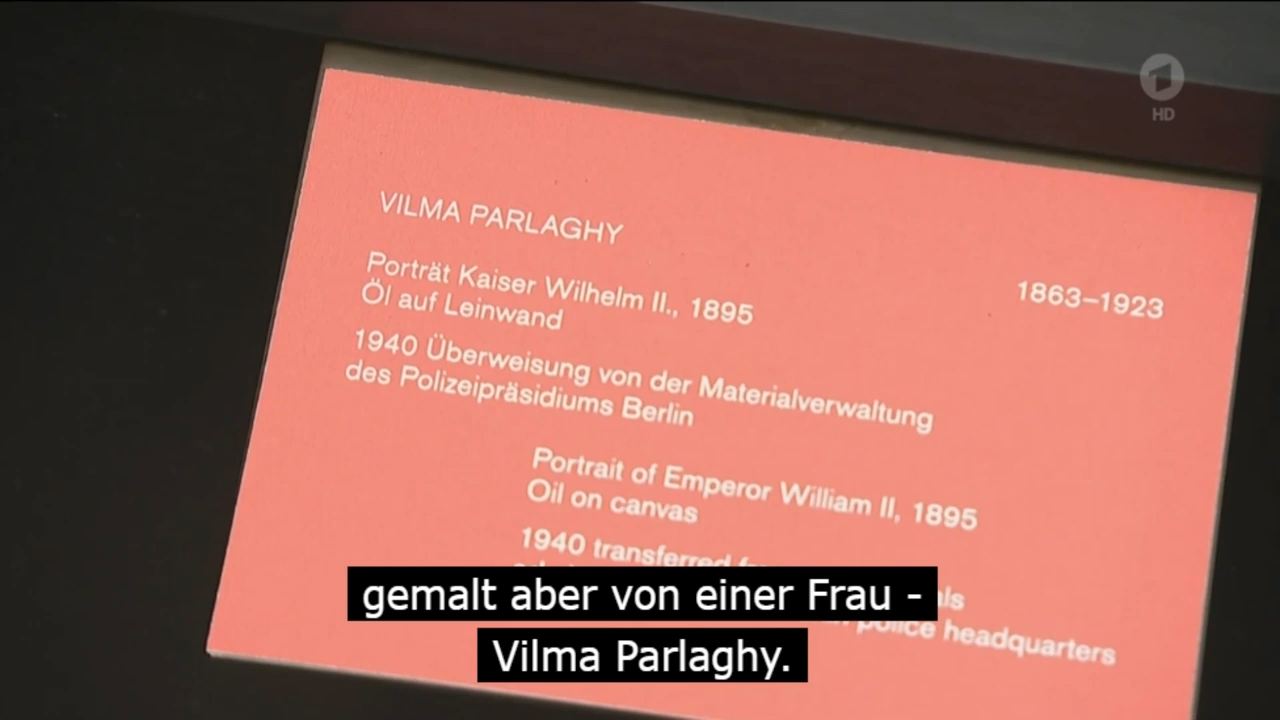 HD
VILMA PARLAGHY
1863–1923
Porträt Kaiser Wilhelm II., 1895
Öl auf Leinwand
1940 Überweisung von der Materialverwaltung
des Polizeipräsidiums Berlin
Portrait of Emperor William II, 1895
Oil on canvas
1940 transferred
police headquarters
gemalt aber von einer Frau -
Vilma Parlaghy.